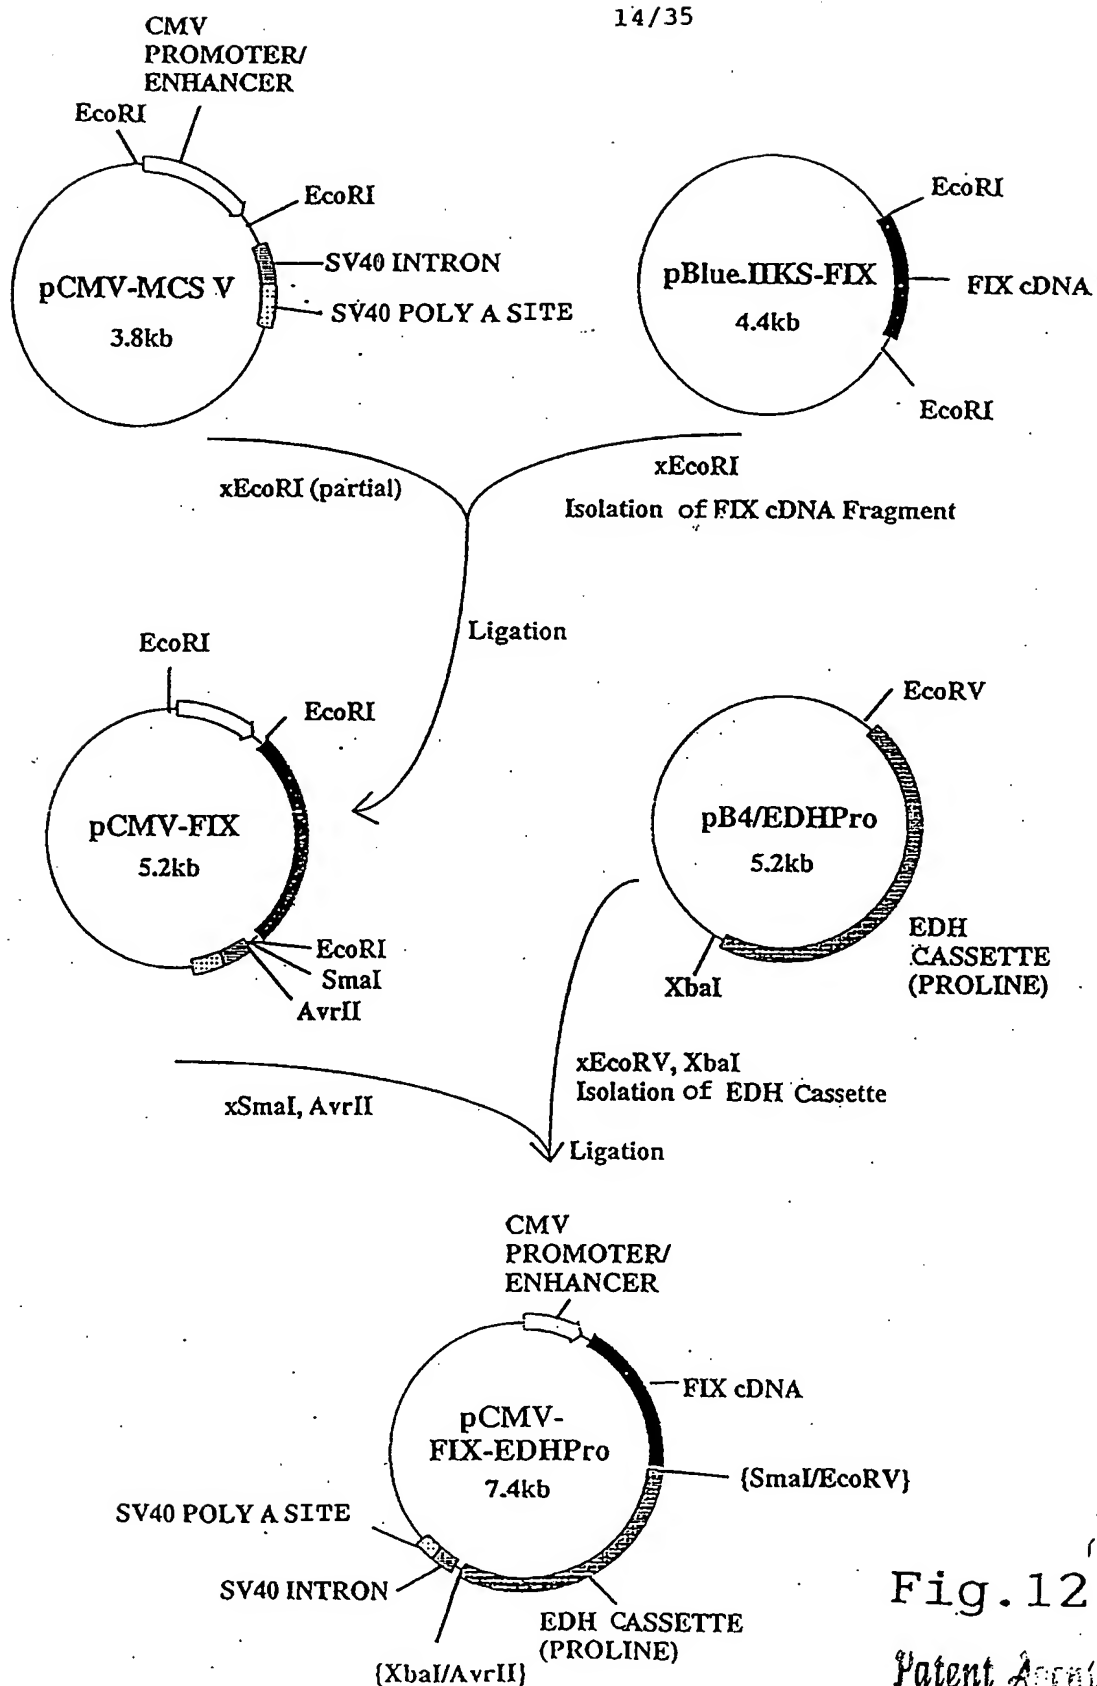 14/35
CMV
PROMOTER/
ENHANCER
EcoRI
EcoRI
SV40 INTRON
SV40 POLY A SITE
pCMV-MCS V
3.8kb
EcoRI
pBlue.IIKS-FIX
4.4kb
FIX cDNA
EcoRI
xEcoRI (partial)
xEcoRI
Isolation of FIX cDNA Fragment
Ligation
EcoRI
EcoRI
pCMV-FIX
5.2kb
EcoRI
SmaI
AvrII
EcoRV
pB4/EDHPro
5.2kb
EDH
CASSETTE
(PROLINE)
XbaI
xSmaI, AvrII
xEcoRV, XbaI
Isolation of EDH Cassette
Ligation
CMV
PROMOTER/
ENHANCER
FIX cDNA
pCMV-
FIX-EDHPro
7.4kb
{SmaI/EcoRV}
SV40 POLY A SITE
SV40 INTRON
EDH CASSETTE
(PROLINE)
{XbaI/AvrII}
Fig.12
Patent